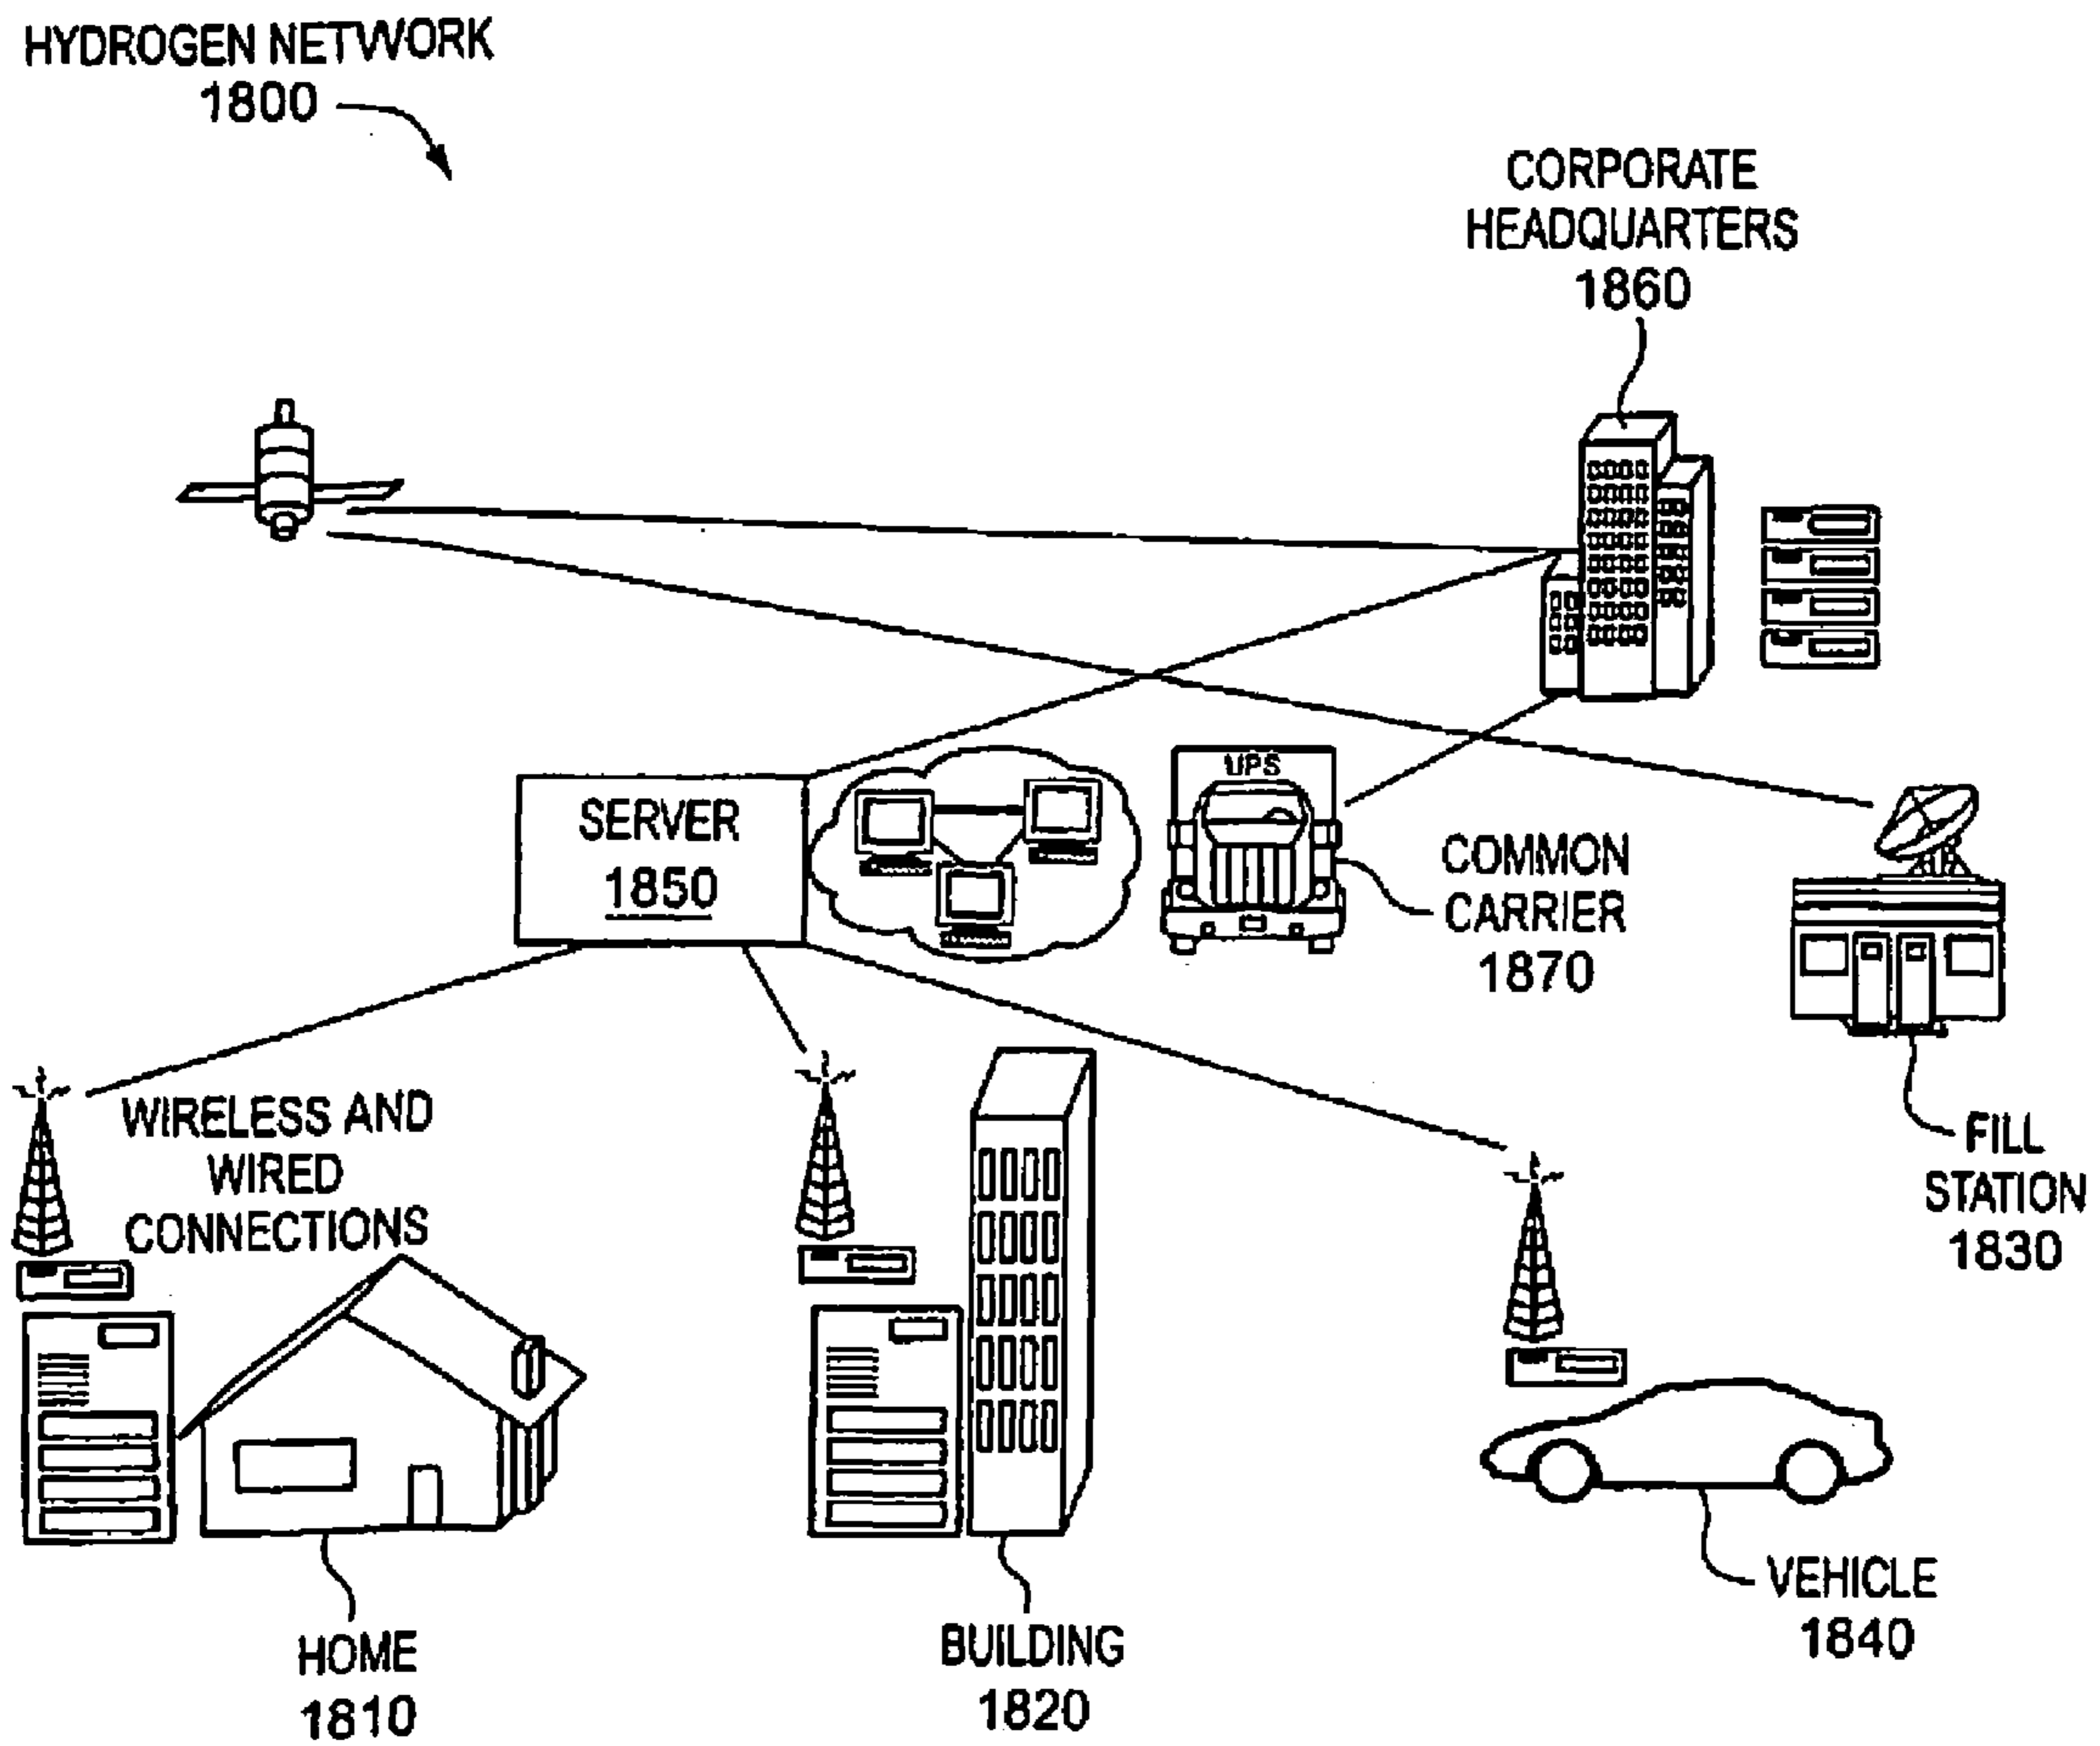 HYDROGEN NETWORK
1800
CORPORATE
HEADQUARTERS
1860
UPS
SERVER
1850
COMMON
CARRIER
1870
WIRELESS AND
WIRED
CONNECTIONS
FILL
STATION
1830
HOME
1810
BUILDING
1820
VEHICLE
1840